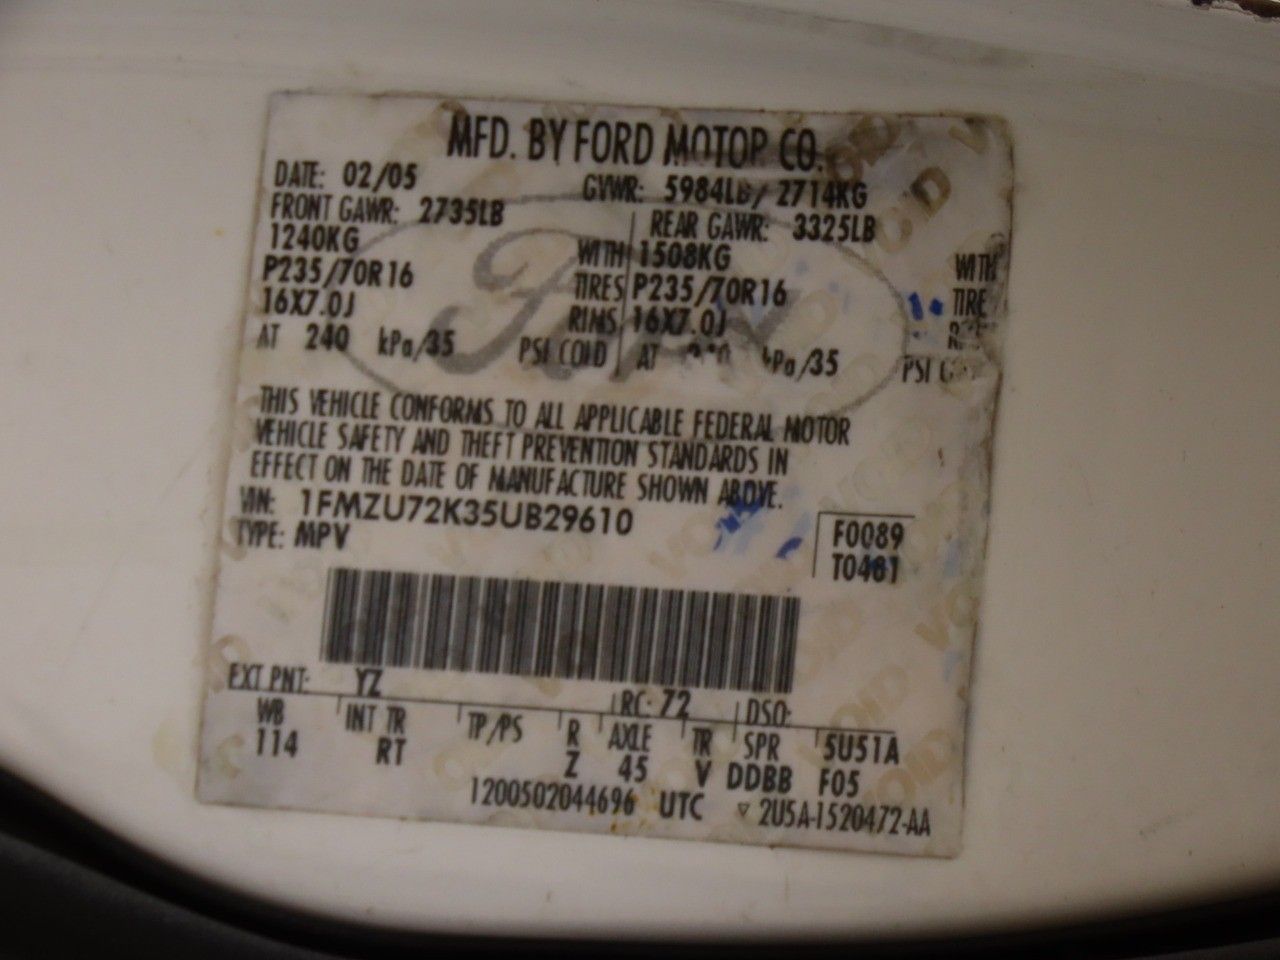 MFD. BY FORD MOTOR CO.
DATE: 02/05 GVWR: 5984LB/ 2714KG
FRONT GAWR: 2735LB REAR GAWR: 3325LB
1240KG WITH 1508KG WITH
P235/70R16 TIRES P235/70R16 TIRE
16X7.0J RIMS 16X7.0J
AT 240 kPa/35 PSI COLD AT kPa/35 PSI
THIS VEHICLE CONFORMS TO ALL APPLICABLE FEDERAL MOTOR
VEHICLE SAFETY AND THEFT PREVENTION STANDARDS IN
EFFECT ON THE DATE OF MANUFACTURE SHOWN ABOVE.
VIN: 1FMZU72K35UB29610 F0089
TYPE: MPV T0481
EXT PNT: YZ RC: 72 DSO:
WB INT TR TP/PS R AXLE TR SPR 5U51A
114 RT Z 45 V DDBB F05
1200502044696 UTC ▽ 2U5A-1520472-AA